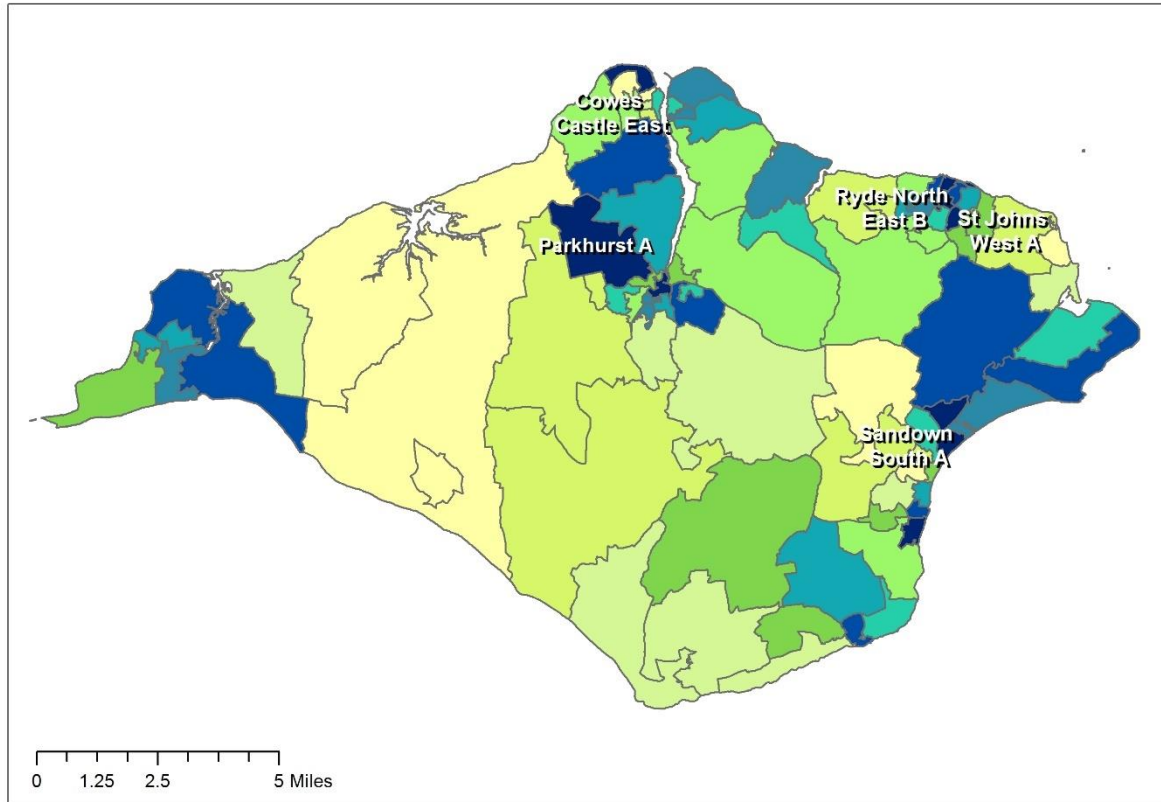 Cowes
Castle East
Ryde North
East B
St Johns
West A
Parkhurst A
Sandown
South A
0 1.25 2.5 5 Miles